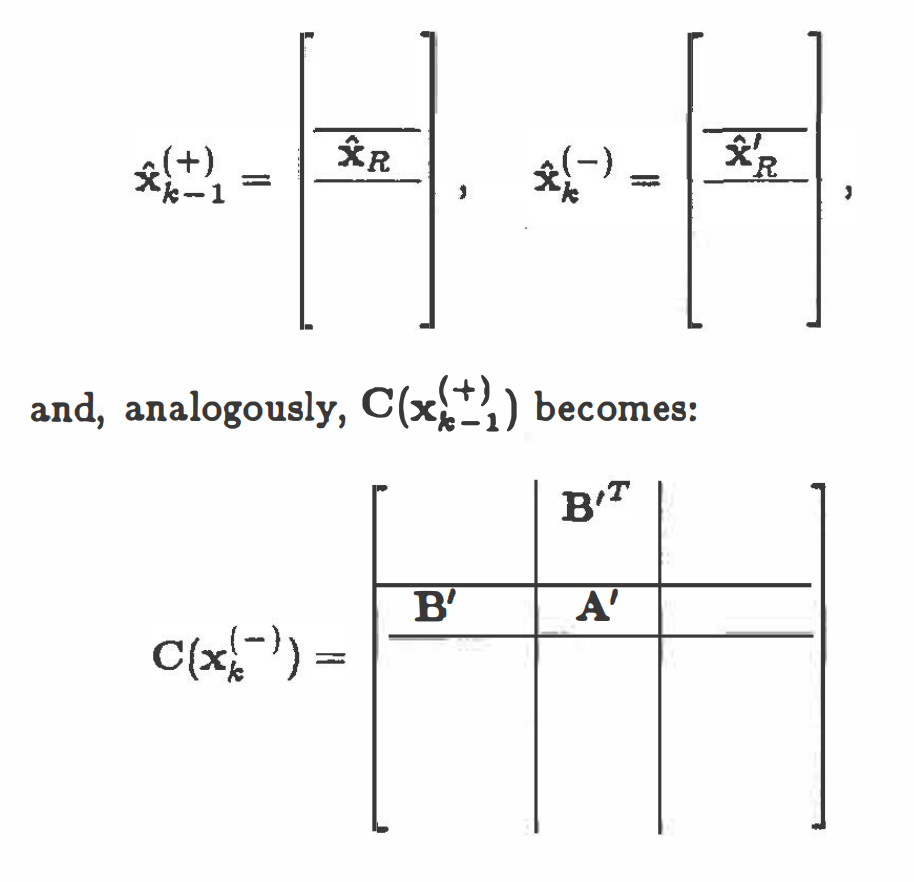 x̂_{k-1}^{(+)} = [ x̂_R ] , x̂_k^{(-)} = [ x̂'_R ] ,
and, analogously, C(x_{k-1}^{(+)}) becomes:
B'^T
B' A'
C(x_k^{(-)}) =